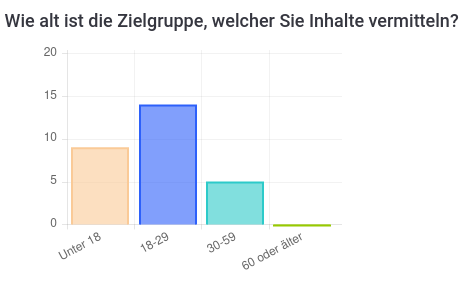 Wie alt ist die Zielgruppe, welcher Sie Inhalte vermitteln?
20
15
10
5
0
Unter 18
18-29
30-59
60 oder älter